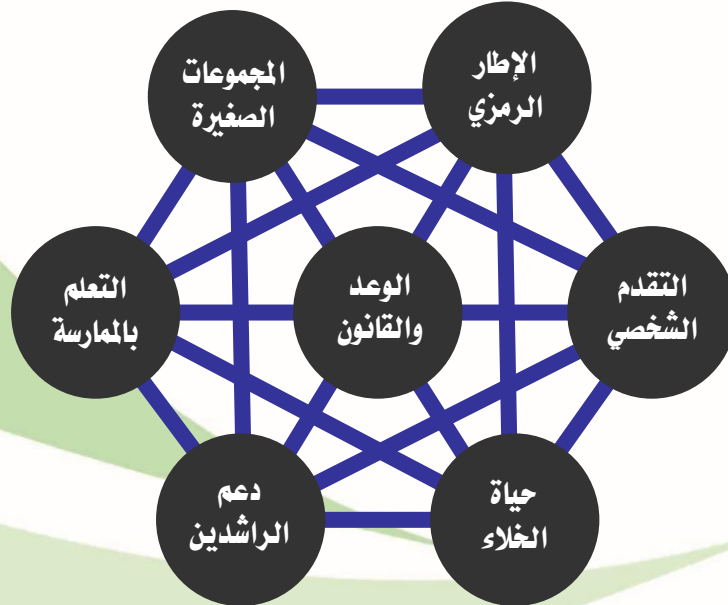 الإطار
الرمزي
المجموعات
الصغيرة
التقدم
الشخصي
الوعد
والقانون
التعلم
بالممارسة
حياة
الخلاء
دعم
الراشدين